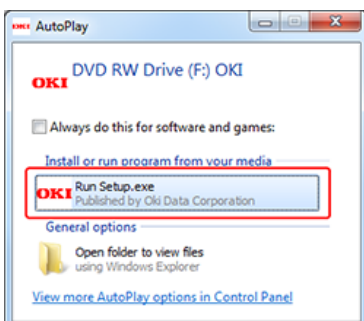 OKI AutoPlay
DVD RW Drive (F:) OKI
OKI
Always do this for software and games:
Install or run program from your media
OKI Run Setup.exe
Published by Oki Data Corporation
General options
Open folder to view files
using Windows Explorer
View more AutoPlay options in Control Panel